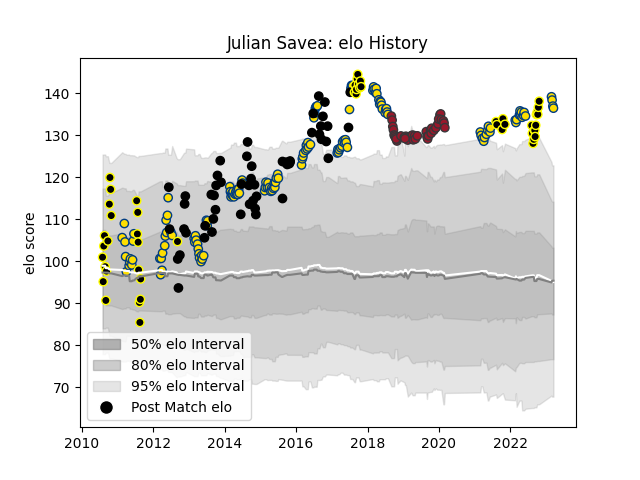 Julian Savea: elo History
elo score
140
130
120
110
100
90
80
70
50% elo Interval
80% elo Interval
95% elo Interval
Post Match elo
2010 2012 2014 2016 2018 2020 2022